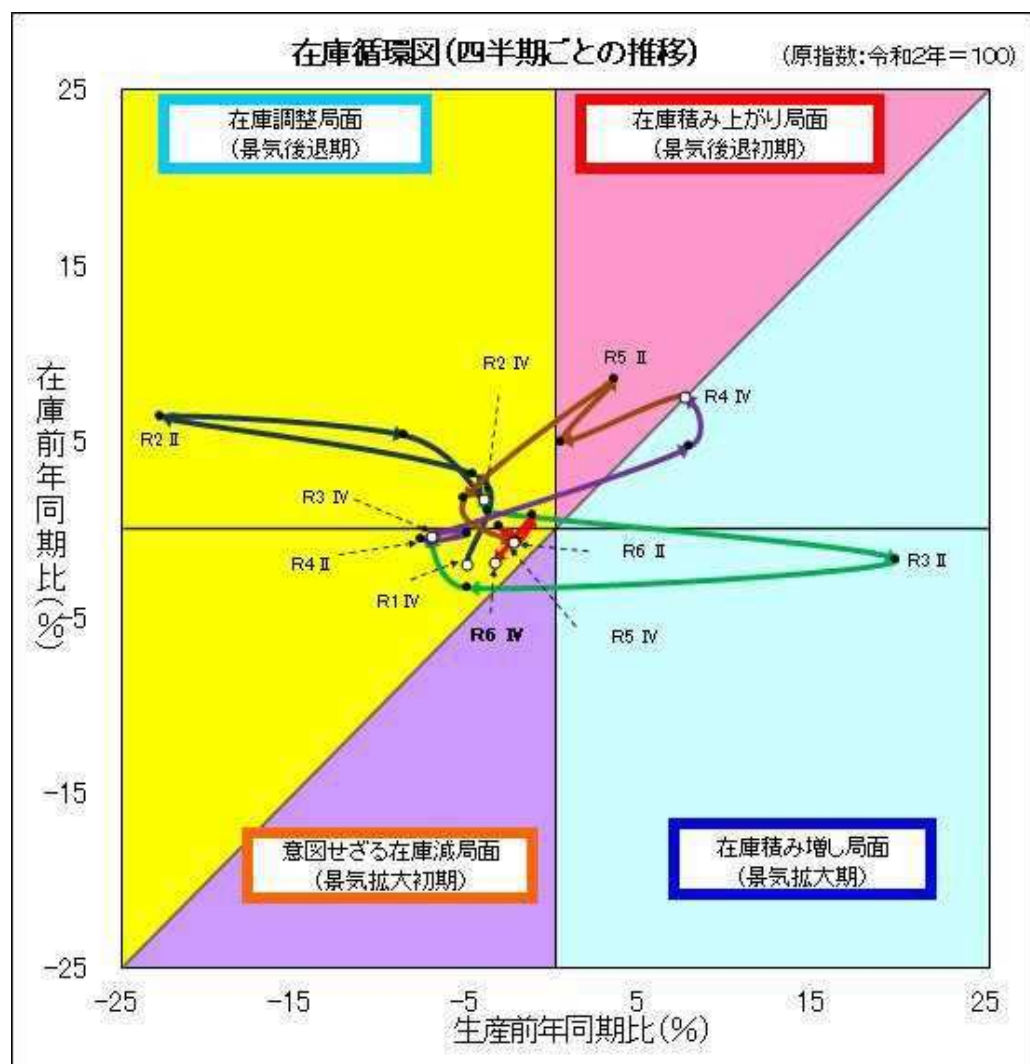 在庫循環図(四半期ごとの推移)
(原指数:令和2年=100)
25
在庫調整局面
(景気後退期)
在庫積み上がり局面
(景気後退初期)
15
R2 Ⅳ
R5 Ⅱ
R4 Ⅳ
在庫前年同期比(%)
5
R2 Ⅱ
R3 Ⅳ
R4 Ⅱ
R6 Ⅱ
R3 Ⅱ
R1 Ⅳ
-5
R6 Ⅳ
R5 Ⅳ
-15
意図せざる在庫減局面
(景気拡大初期)
在庫積み増し局面
(景気拡大期)
-25
-25
-15
-5
5
15
25
生産前年同期比(%)